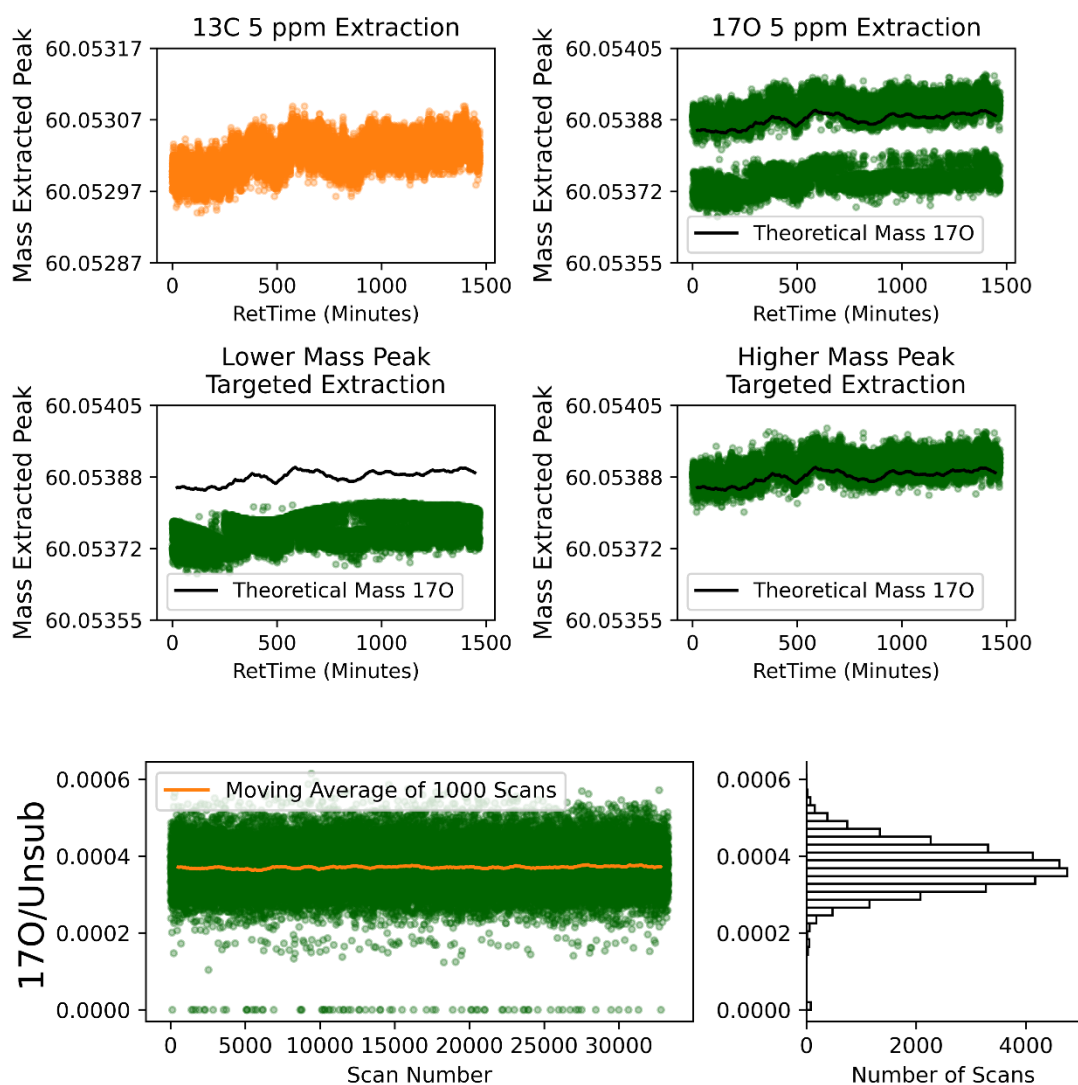 13C 5 ppm Extraction
Mass Extracted Peak
60.05317
60.05307
60.05297
60.05287
0 500 1000 1500
RetTime (Minutes)
17O 5 ppm Extraction
Mass Extracted Peak
60.05405
60.05388
60.05372
60.05355
Theoretical Mass 17O
0 500 1000 1500
RetTime (Minutes)
Lower Mass Peak
Targeted Extraction
Mass Extracted Peak
60.05405
60.05388
60.05372
60.05355
Theoretical Mass 17O
0 500 1000 1500
RetTime (Minutes)
Higher Mass Peak
Targeted Extraction
Mass Extracted Peak
60.05405
60.05388
60.05372
60.05355
Theoretical Mass 17O
0 500 1000 1500
RetTime (Minutes)
17O/Unsub
0.0006
0.0004
0.0002
0.0000
Moving Average of 1000 Scans
0 5000 10000 15000 20000 25000 30000
Scan Number
0.0006
0.0004
0.0002
0.0000
0 2000 4000
Number of Scans